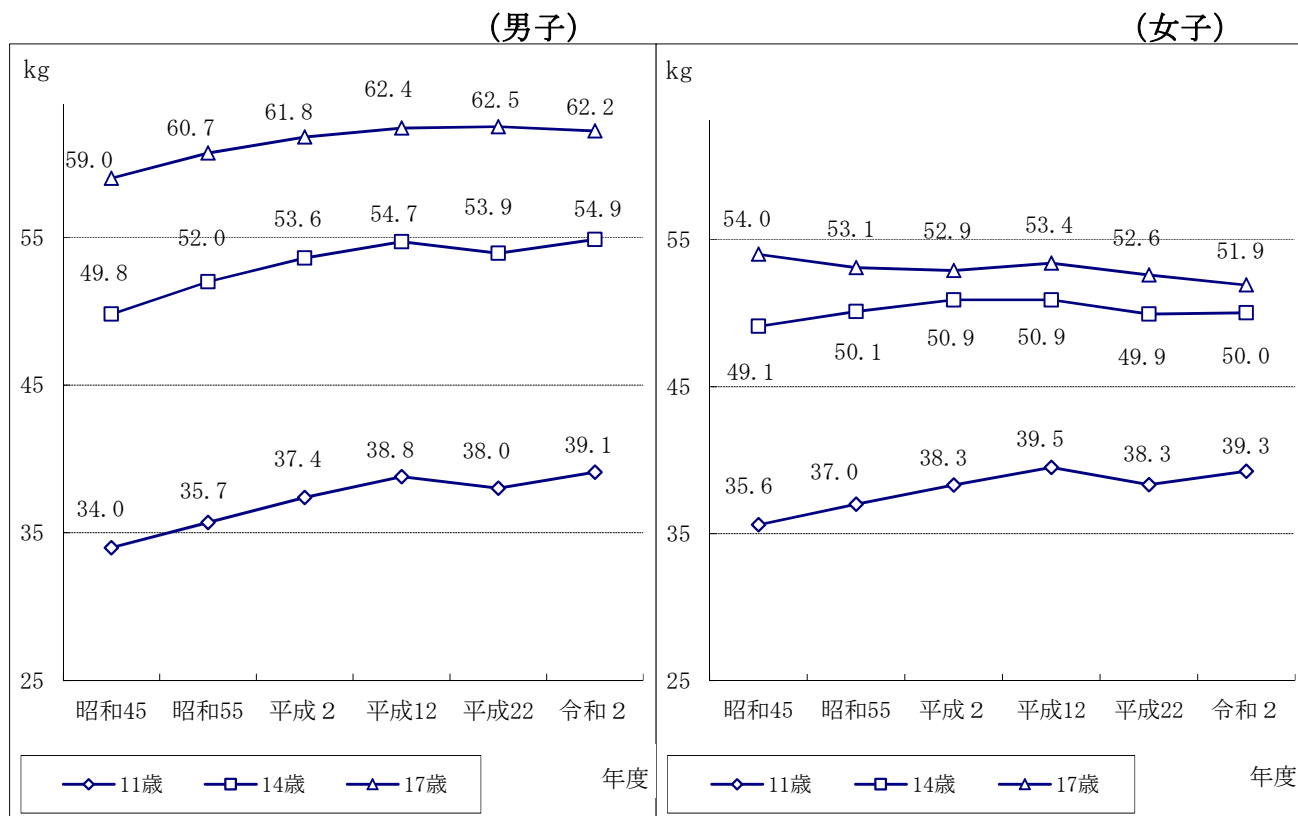 (男子)
kg
59.0 60.7 61.8 62.4 62.5 62.2
49.8 52.0 53.6 54.7 53.9 54.9
34.0 35.7 37.4 38.8 38.0 39.1
55
45
35
25
昭和45 昭和55 平成２ 平成12 平成22 令和２
年度
11歳 14歳 17歳
(女子)
kg
54.0 53.1 52.9 53.4 52.6 51.9
49.1 50.1 50.9 50.9 49.9 50.0
35.6 37.0 38.3 39.5 38.3 39.3
55
45
35
25
昭和45 昭和55 平成２ 平成12 平成22 令和２
年度
11歳 14歳 17歳